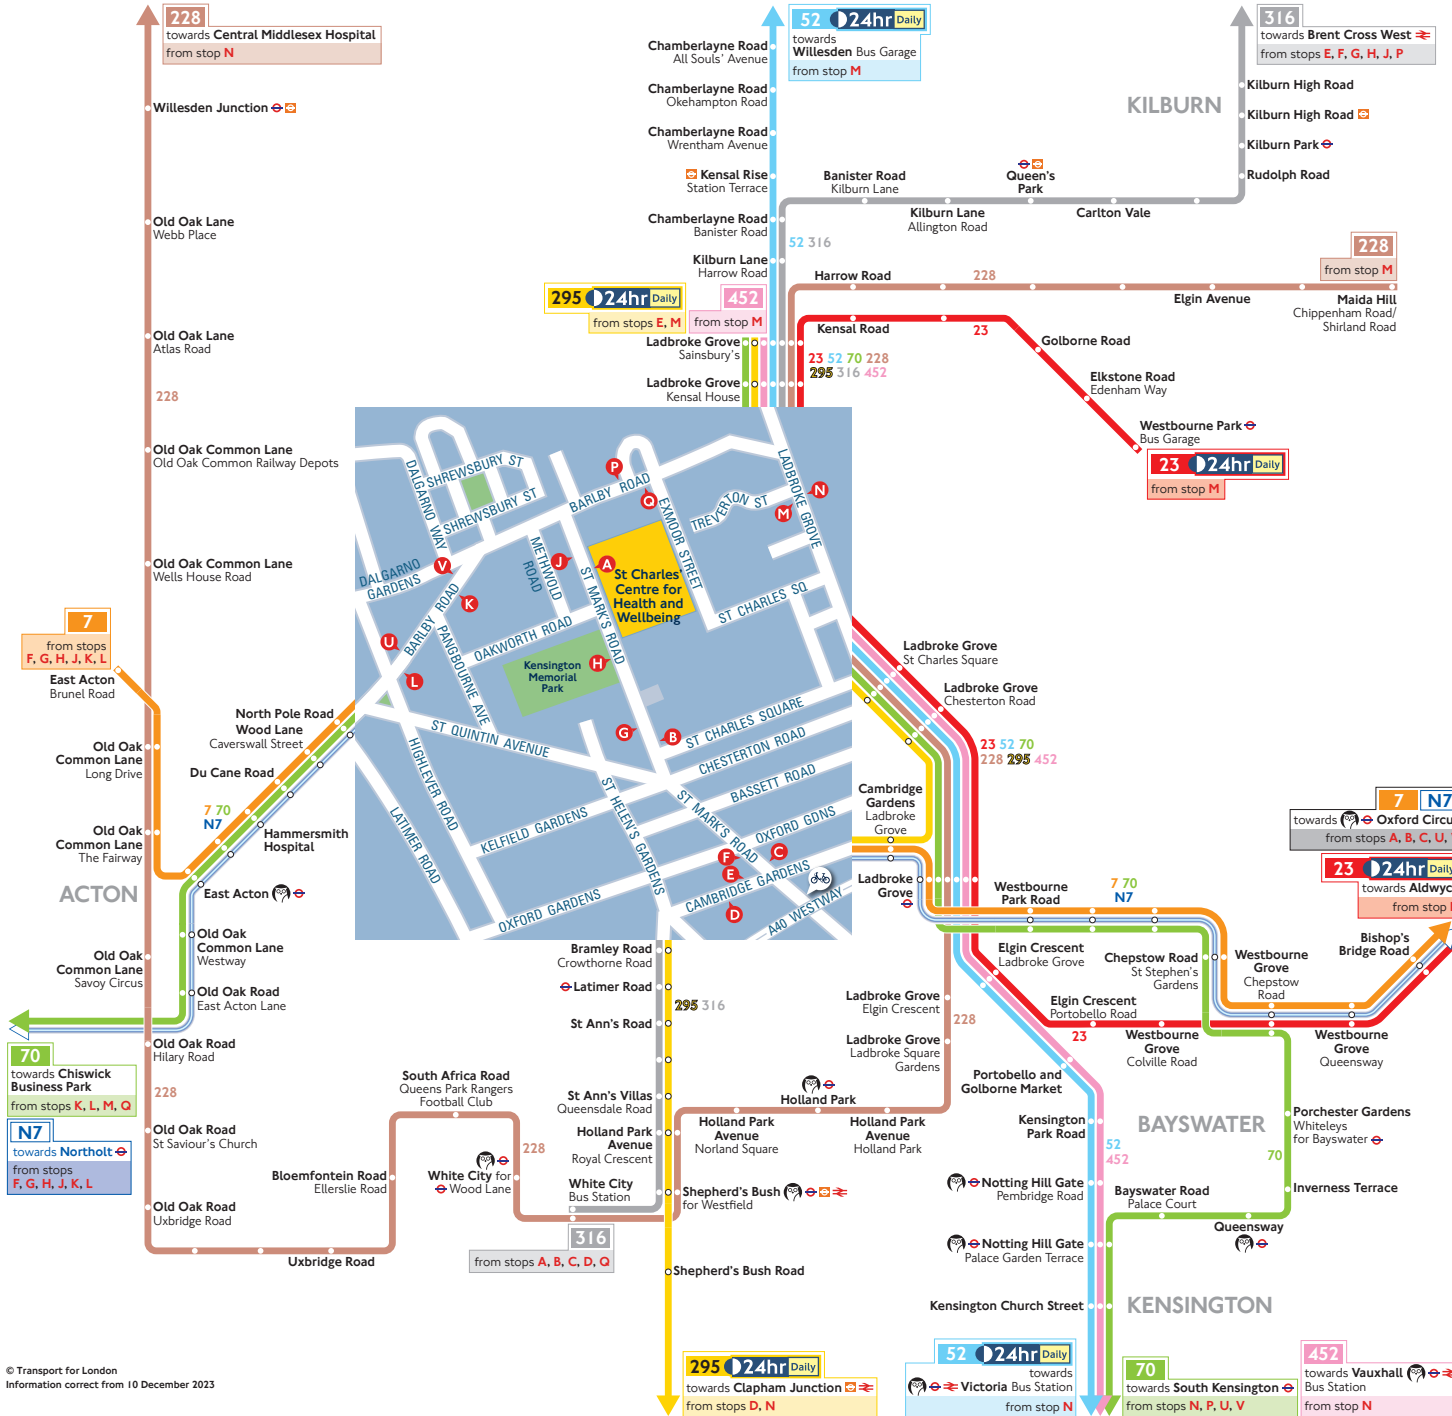 228
towards Central Middlesex Hospital
from stop N
52 24hr Daily
towards
Willesden Bus Garage
from stop M
316
towards Brent Cross West
from stops E, F, G, H, J, P
Chamberlayne Road
All Souls' Avenue
Chamberlayne Road
Okehampton Road
Chamberlayne Road
Wrentham Avenue
Kensal Rise
Station Terrace
Chamberlayne Road
Banister Road
Kilburn Lane
Harrow Road
KILBURN
Kilburn High Road
Kilburn High Road
Kilburn Park
Rudolph Road
Banister Road
Kilburn Lane
Queen's
Park
Kilburn Lane
Allington Road
Carlton Vale
52 316
Willesden Junction
Old Oak Lane
Webb Place
Old Oak Lane
Atlas Road
228
Old Oak Common Lane
Old Oak Common Railway Depots
Old Oak Common Lane
Wells House Road
295 24hr Daily
from stops E, M
452
from stop M
Ladbroke Grove
Sainsbury's
Ladbroke Grove
Kensal House
23 52 70 228
295 316 452
Harrow Road
228
Elgin Avenue
228
from stop M
Maida Hill
Chippenham Road/
Shirland Road
Kensal Road
23
Golborne Road
Elkstone Road
Edenham Way
Westbourne Park
Bus Garage
23 24hr Daily
from stop M
DALGARNO WAY
SHREWSBURY ST
SHREWSBURY ST
BARLBY ROAD
P
Q
EXMOOR STREET
TREVERTON ST
LADBROKE GROVE
N
M
DALGARNO
GARDENS
V
K
METHWOLD
ROAD
J
A
ST MARK'S ROAD
St Charles'
Centre for
Health and
Wellbeing
ST CHARLES SQ
U
BARLBY ROAD
PANGBOURNE AVE
OAKWORTH ROAD
Kensington
Memorial
Park
H
L
ST QUINTIN AVENUE
G
B
ST CHARLES SQUARE
CHESTERTON ROAD
BASSETT ROAD
HIGHLEVER ROAD
LATIMER ROAD
KELFIELD GARDENS
ST HELEN'S GARDENS
ST MARK'S ROAD
OXFORD GDNS
F
C
E
CAMBRIDGE GARDENS
D
OXFORD GARDENS
A40 WESTWAY
7
from stops
F, G, H, J, K, L
East Acton
Brunel Road
Old Oak
Common Lane
Long Drive
Old Oak
Common Lane
The Fairway
ACTON
Old Oak
Common Lane
Savoy Circus
North Pole Road
Wood Lane
Caverswall Street
Du Cane Road
7 70
N7
Hammersmith
Hospital
East Acton
Old Oak
Common Lane
Westway
Old Oak Road
East Acton Lane
Old Oak Road
Hilary Road
70
towards Chiswick
Business Park
from stops K, L, M, Q
N7
towards Northolt
from stops
F, G, H, J, K, L
228
Old Oak Road
St Saviour's Church
Old Oak Road
Uxbridge Road
Uxbridge Road
Bloemfontein Road
Ellerslie Road
South Africa Road
Queens Park Rangers
Football Club
White City for
Wood Lane
228
Bramley Road
Crowthorne Road
Latimer Road
295 316
St Ann's Road
St Ann's Villas
Queensdale Road
Holland Park
Avenue
Royal Crescent
White City
Bus Station
Shepherd's Bush
for Westfield
316
from stops A, B, C, D, Q
Shepherd's Bush Road
295 24hr Daily
towards Clapham Junction
from stops D, N
Holland Park
Avenue
Norland Square
Holland Park
Holland Park
Avenue
Holland Park
Ladbroke Grove
St Charles Square
Ladbroke Grove
Chesterton Road
23 52 70
228 295 452
Cambridge
Gardens
Ladbroke
Grove
Ladbroke
Grove
Westbourne
Park Road
7 70
N7
Elgin Crescent
Ladbroke Grove
Chepstow Road
St Stephen's
Gardens
Westbourne
Grove
Chepstow
Road
Bishop's
Bridge Road
7 N7
towards Oxford Circu
from stops A, B, C, U,
23 24hr Daily
towards Aldwyc
from stop
Ladbroke Grove
Elgin Crescent
228
Ladbroke Grove
Ladbroke Square
Gardens
Elgin Crescent
Portobello Road
23
Westbourne
Grove
Colville Road
Westbourne
Grove
Queensway
Portobello and
Golborne Market
Kensington
Park Road
52
452
BAYSWATER
Porchester Gardens
Whiteleys
for Bayswater
70
Inverness Terrace
Notting Hill Gate
Pembridge Road
Bayswater Road
Palace Court
Queensway
Notting Hill Gate
Palace Garden Terrace
Kensington Church Street
KENSINGTON
52 24hr Daily
towards
Victoria Bus Station
from stop N
70
towards South Kensington
from stops N, P, U, V
452
towards Vauxhall
Bus Station
from stop N
© Transport for London
Information correct from 10 December 2023